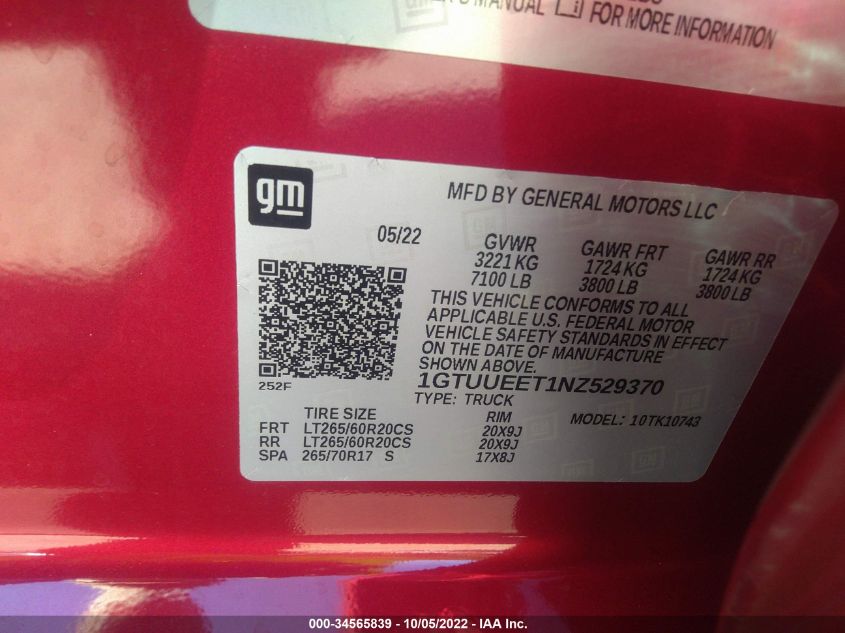 MANUAL i FOR MORE INFORMATION
gm
MFD BY GENERAL MOTORS LLC
05/22 GVWR GAWR FRT GAWR RR
3221 KG 1724 KG 1724 KG
7100 LB 3800 LB 3800 LB
THIS VEHICLE CONFORMS TO ALL
APPLICABLE U.S. FEDERAL MOTOR
VEHICLE SAFETY STANDARDS IN EFFECT
ON THE DATE OF MANUFACTURE
SHOWN ABOVE.
252F
1GTUUEET1NZ529370
TYPE: TRUCK
TIRE SIZE RIM MODEL: 10TK10743
FRT LT265/60R20CS 20X9J
RR LT265/60R20CS 20X9J
SPA 265/70R17 S 17X8J
000-34565839 - 10/05/2022 - IAA Inc.